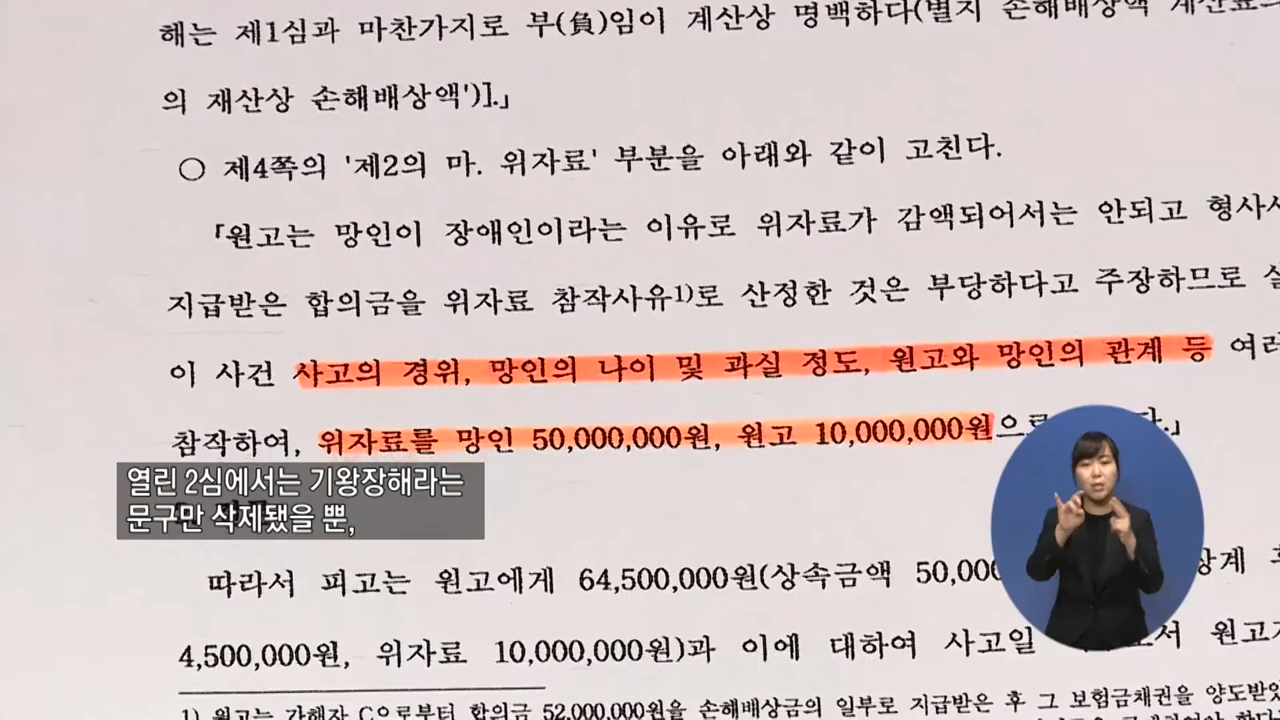 해는 제1심과 마찬가지로 부(負)임이 계산상 명백하다(별지 손해배상액 계산표의
의 재산상 손해배상액')].」
○ 제4쪽의 '제2의 마. 위자료' 부분을 아래와 같이 고친다.
「원고는 망인이 장애인이라는 이유로 위자료가 감액되어서는 안되고 형사
지급받은 합의금을 위자료 참작사유1)로 산정한 것은 부당하다고 주장하므로
이 사건 사고의 경위, 망인의 나이 및 과실 정도, 원고와 망인의 관계 등
참작하여, 위자료를 망인 50,000,000원, 원고 10,000,000원으로
열린 2심에서는 기왕장해라는
문구만 삭제됐을 뿐,
따라서 피고는 원고에게 64,500,000원(상속금액 상계
4,500,000원, 위자료 10,000,000원)과 이에 대하여 사고일
1) 원고는 가해자 C으로부터 합의금 52,000,000원을 손해배상금의 일부로 지급받은 후 그 보험금채권을